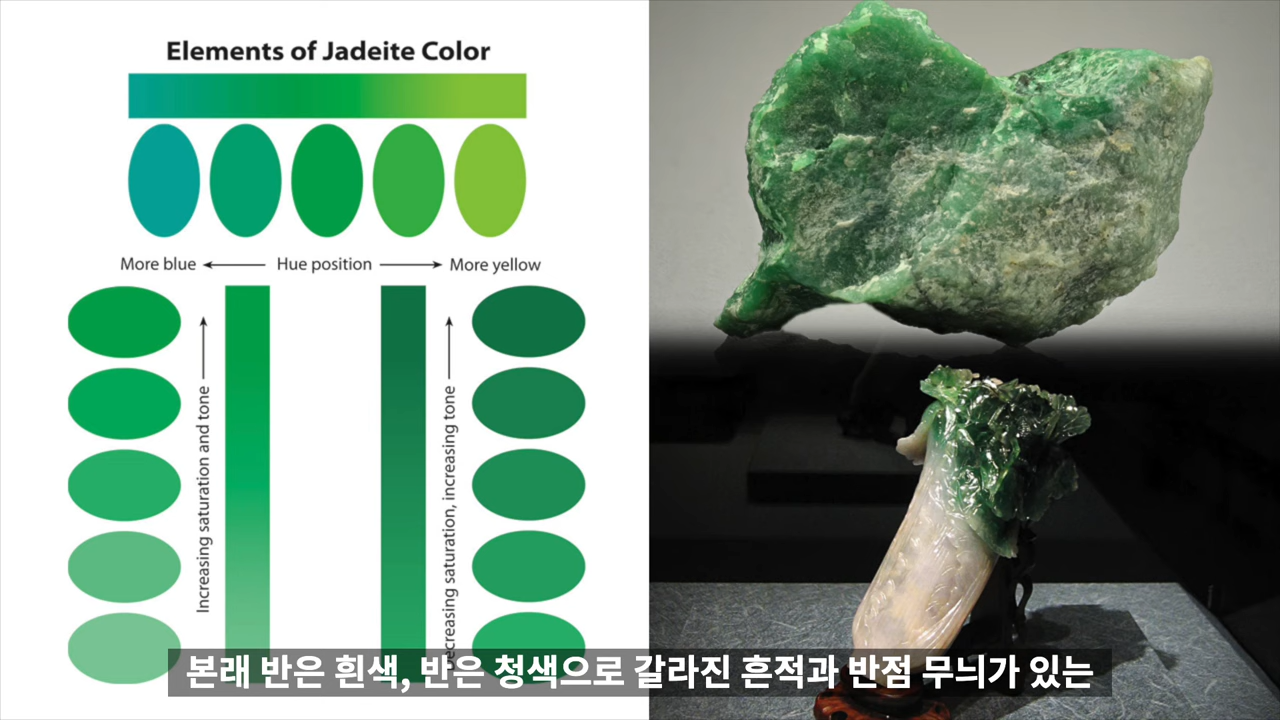 Elements of Jadeite Color
More blue
Hue position
More yellow
Increasing saturation and tone
Decreasing saturation, increasing tone
본래 반은 흰색, 반은 청색으로 갈라진 흔적과 반점 무늬가 있는